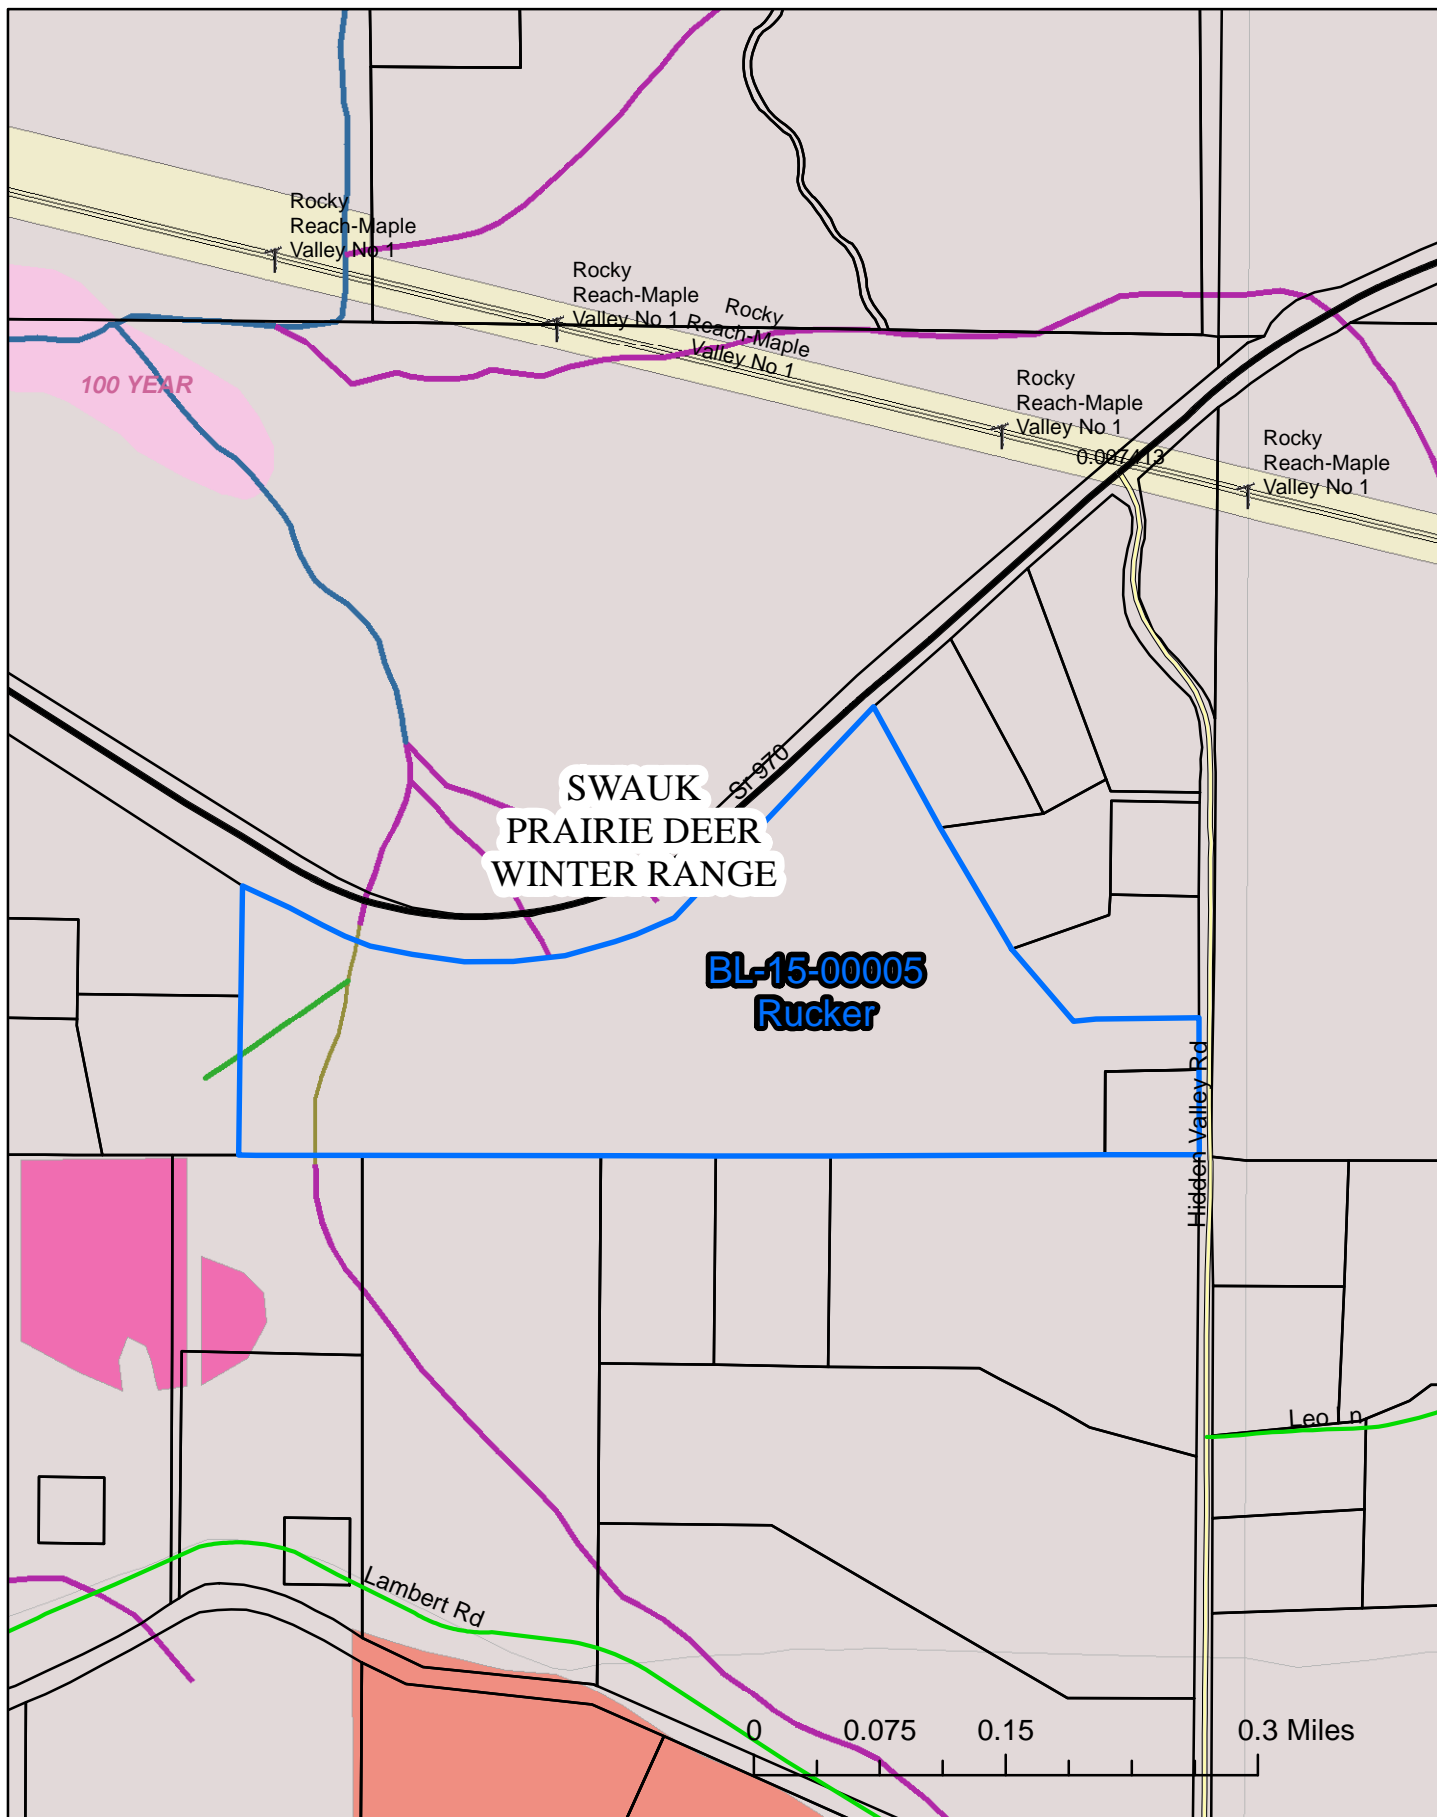 Rocky
Reach-Maple
Valley No 1
Rocky
Reach-Maple
Valley No 1
Rocky
Reach-Maple
Valley No 1
Rocky
Reach-Maple
Valley No 1
Rocky
Reach-Maple
Valley No 1
100 YEAR
0.007413
Sr 970
SWAUK
PRAIRIE DEER
WINTER RANGE
BL-15-00005
Rucker
Hidden Valley Rd
Leo Ln
Lambert Rd
0 0.075 0.15 0.3 Miles